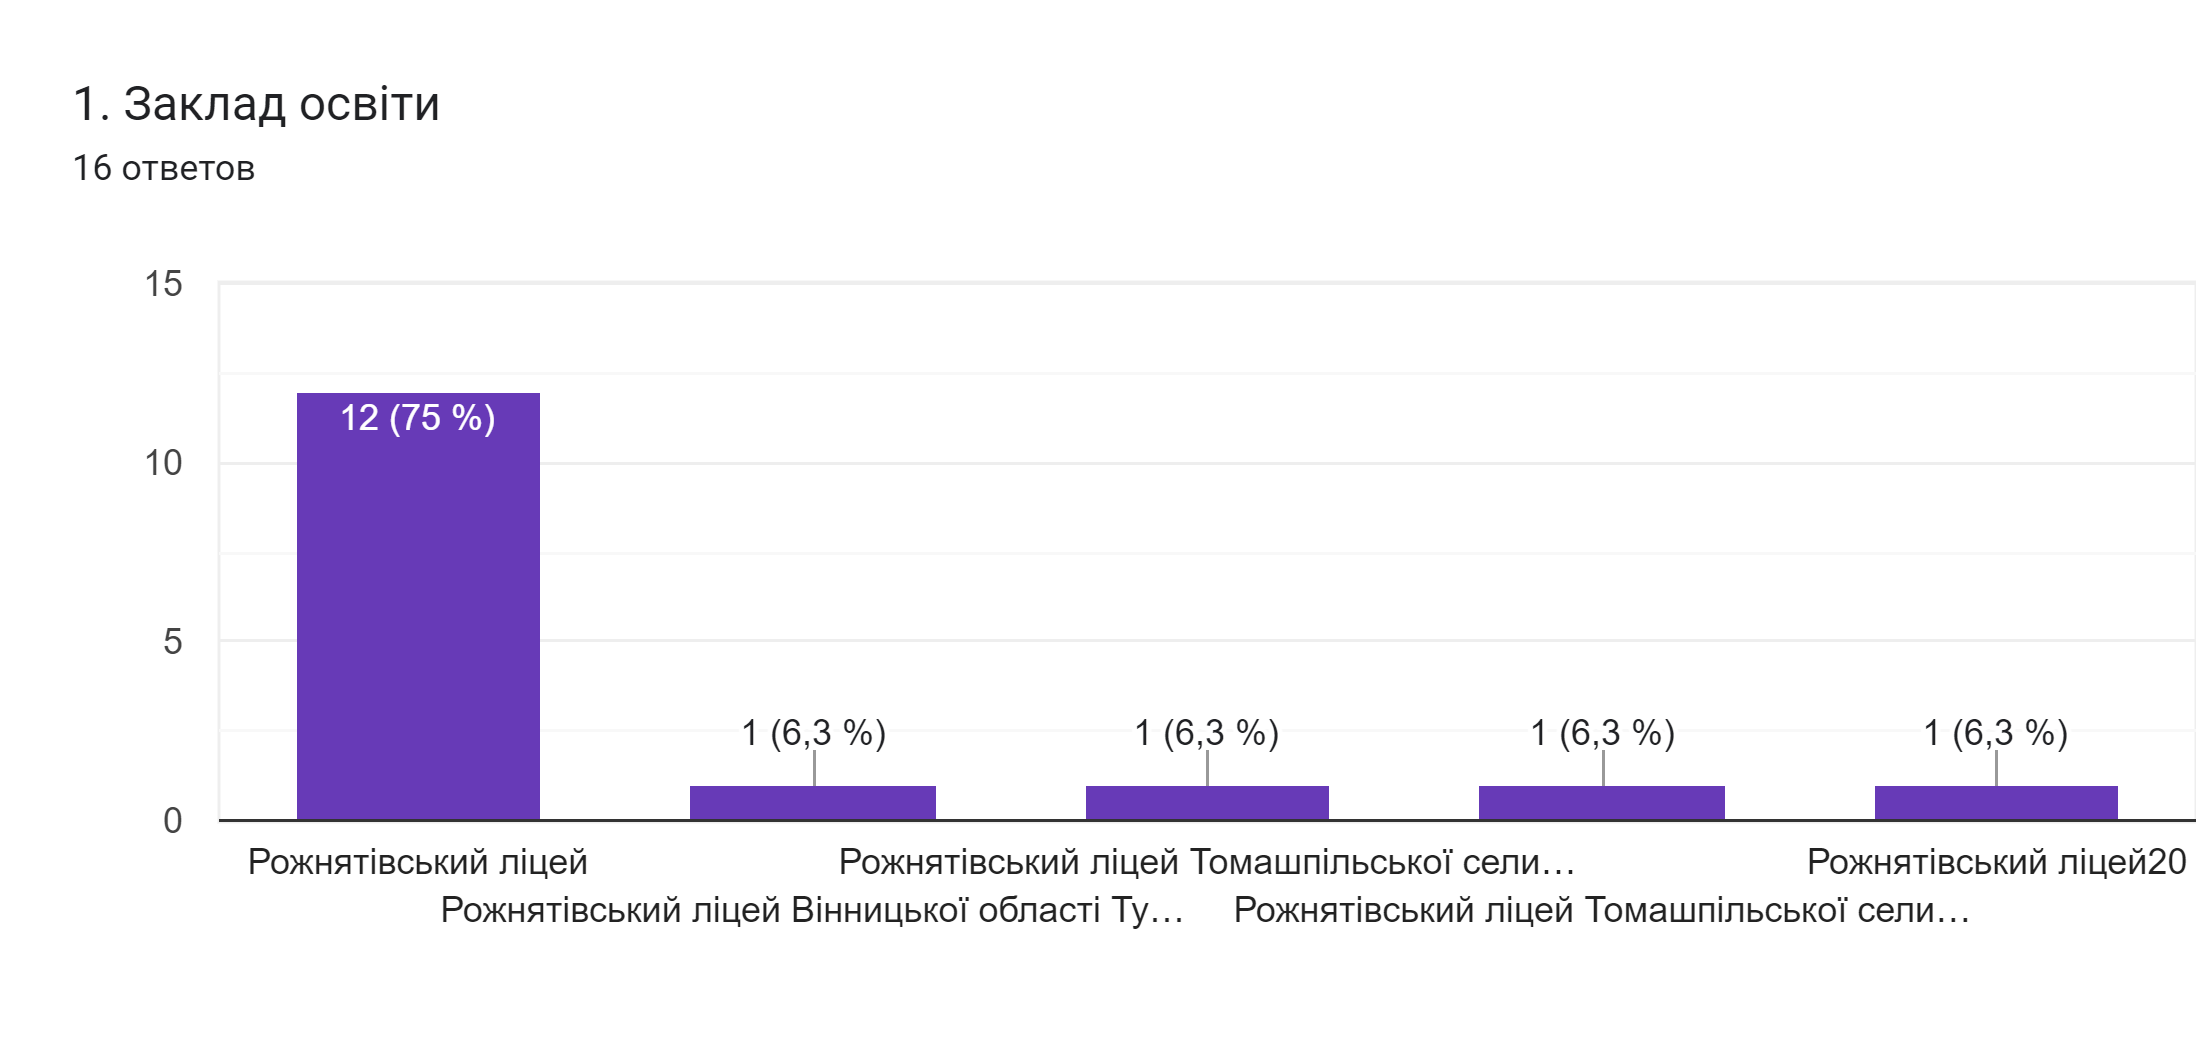 1. Заклад освіти
16 ответов
15
10
5
0
12 (75 %)
1 (6,3 %)
1 (6,3 %)
1 (6,3 %)
1 (6,3 %)
Рожнятівський ліцей
Рожнятівський ліцей Вінницької області Ту…
Рожнятівський ліцей Томашпільської сели…
Рожнятівський ліцей Томашпільської сели…
Рожнятівський ліцей20